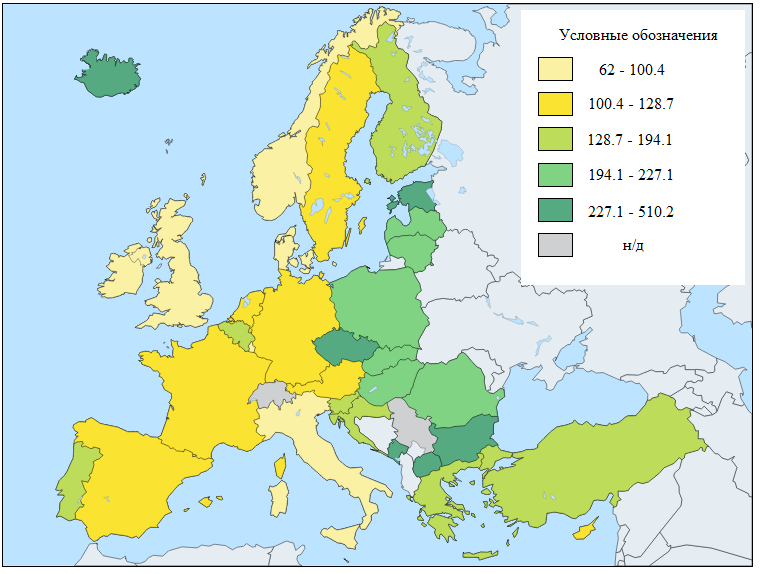 Условные обозначения
62 - 100.4
100.4 - 128.7
128.7 - 194.1
194.1 - 227.1
227.1 - 510.2
н/д